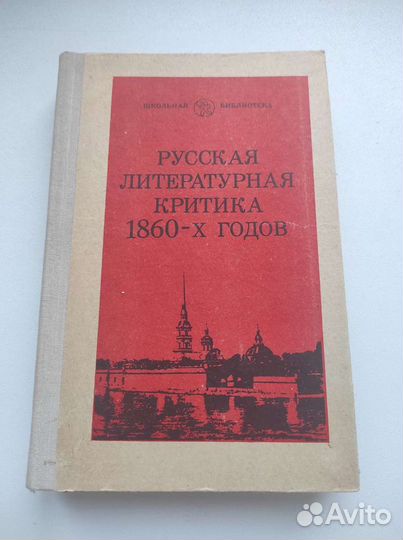 ШКОЛЬНАЯ БИБЛИОТЕКА
РУССКАЯ
ЛИТЕРАТУРНАЯ
КРИТИКА
1860-х ГОДОВ
Avito